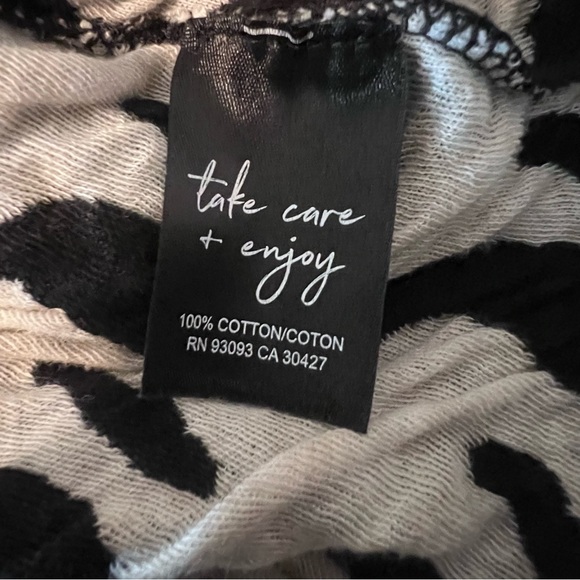 take care
+ enjoy
100% COTTON/COTON
RN 93093 CA 30427